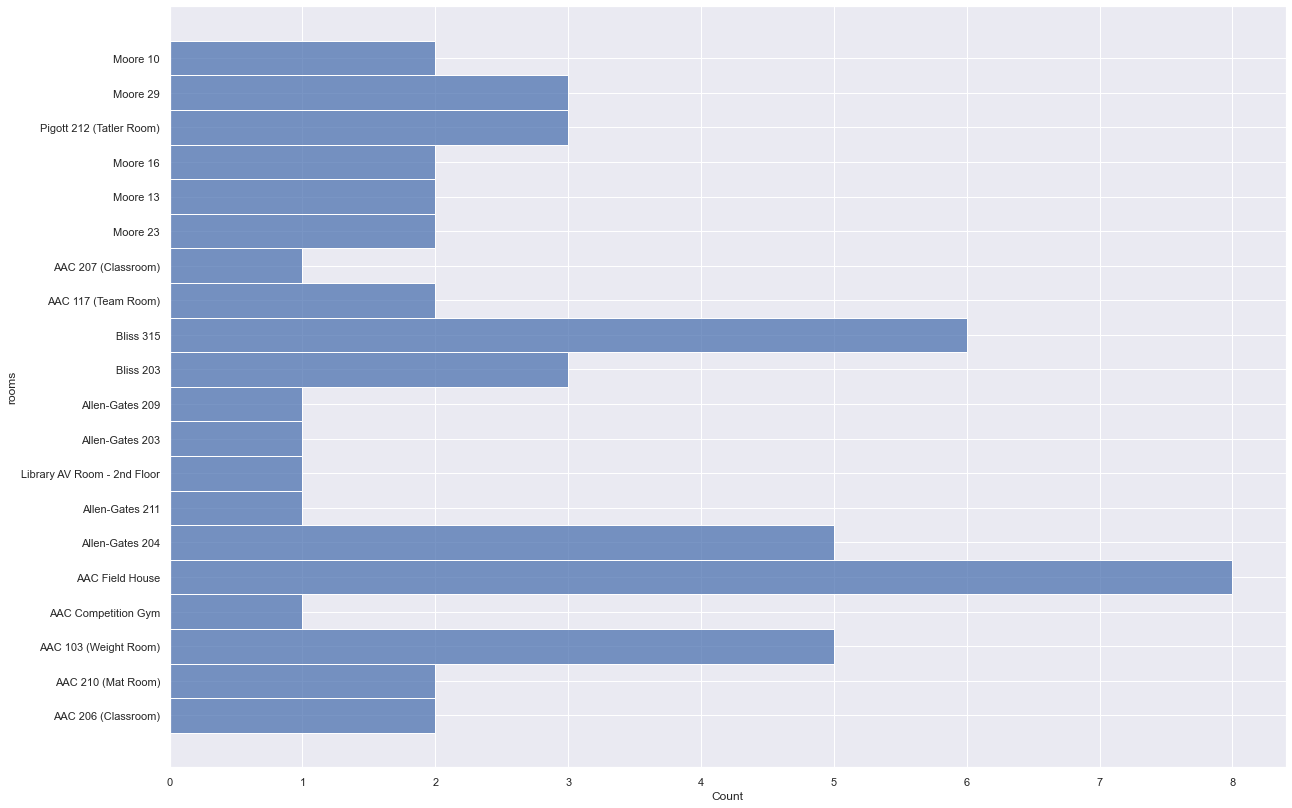 Moore 10
Moore 29
Pigott 212 (Tatler Room)
Moore 16
Moore 13
Moore 23
AAC 207 (Classroom)
AAC 117 (Team Room)
Bliss 315
Bliss 203
Allen-Gates 209
Allen-Gates 203
Library AV Room - 2nd Floor
Allen-Gates 211
Allen-Gates 204
AAC Field House
AAC Competition Gym
AAC 103 (Weight Room)
AAC 210 (Mat Room)
AAC 206 (Classroom)
rooms
0 1 2 3 4 5 6 7 8
Count